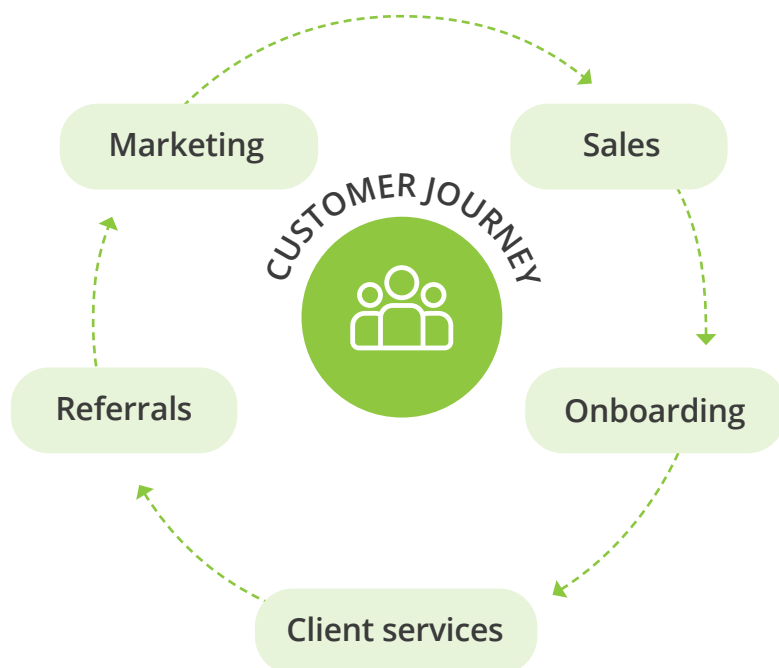 Marketing
Sales
CUSTOMER JOURNEY
Referrals
Onboarding
Client services